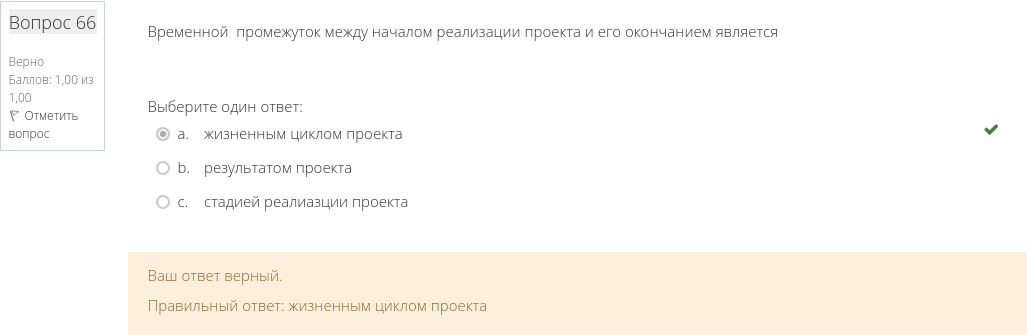 Вопрос 66
Верно
Баллов: 1,00 из
1,00
Отметить
вопрос
Временной промежуток между началом реализации проекта и его окончанием является
Выберите один ответ:
a. жизненным циклом проекта
b. результатом проекта
c. стадией реалиазции проекта
Ваш ответ верный.
Правильный ответ: жизненным циклом проекта